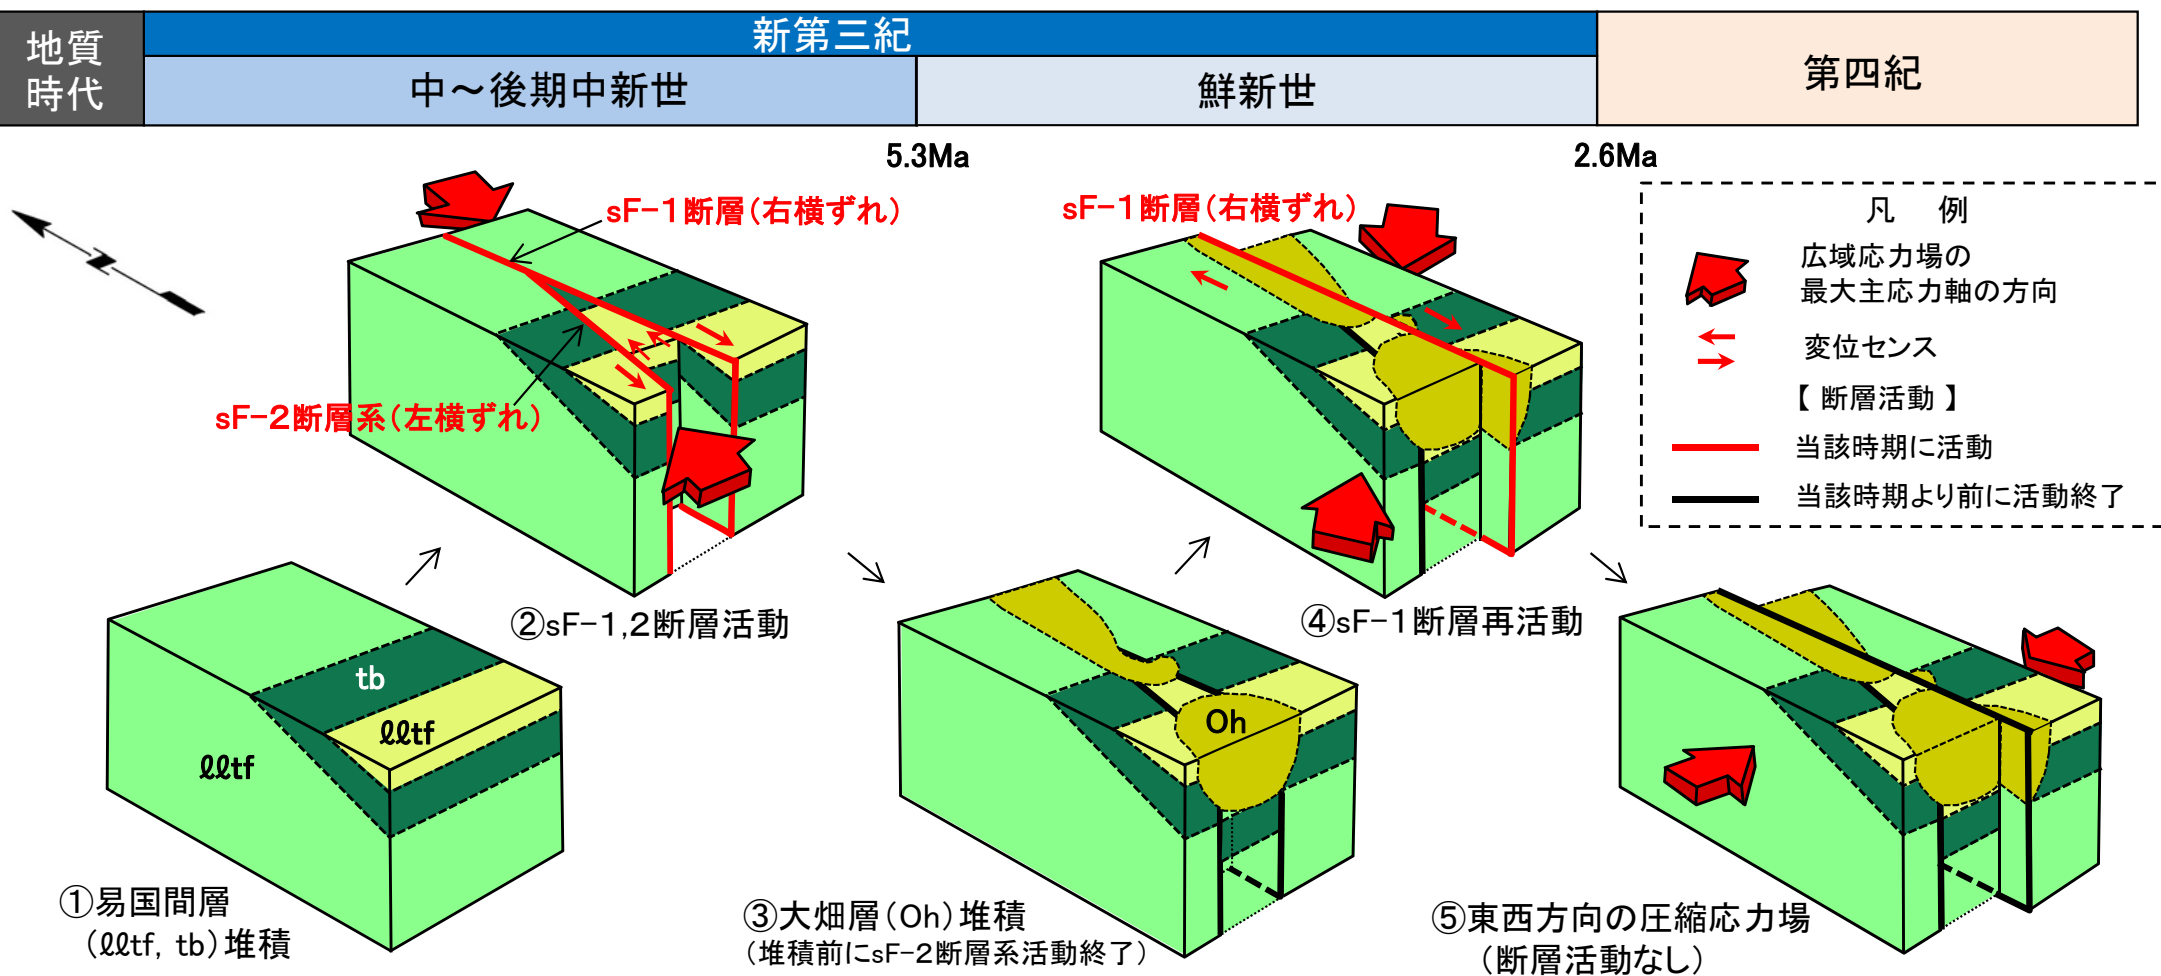 地質
時代
新第三紀
中～後期中新世
鮮新世
第四紀
5.3Ma
2.6Ma
sF-1断層(右横ずれ)
sF-2断層系(左横ずれ)
②sF-1,2断層活動
sF-1断層(右横ずれ)
④sF-1断層再活動
凡 例
広域応力場の
最大主応力軸の方向
変位センス
【 断層活動 】
当該時期に活動
当該時期より前に活動終了
tb
ℓℓtf
ℓℓtf
①易国間層
(ℓℓtf, tb)堆積
Oh
③大畑層(Oh)堆積
(堆積前にsF-2断層系活動終了)
⑤東西方向の圧縮応力場
(断層活動なし)